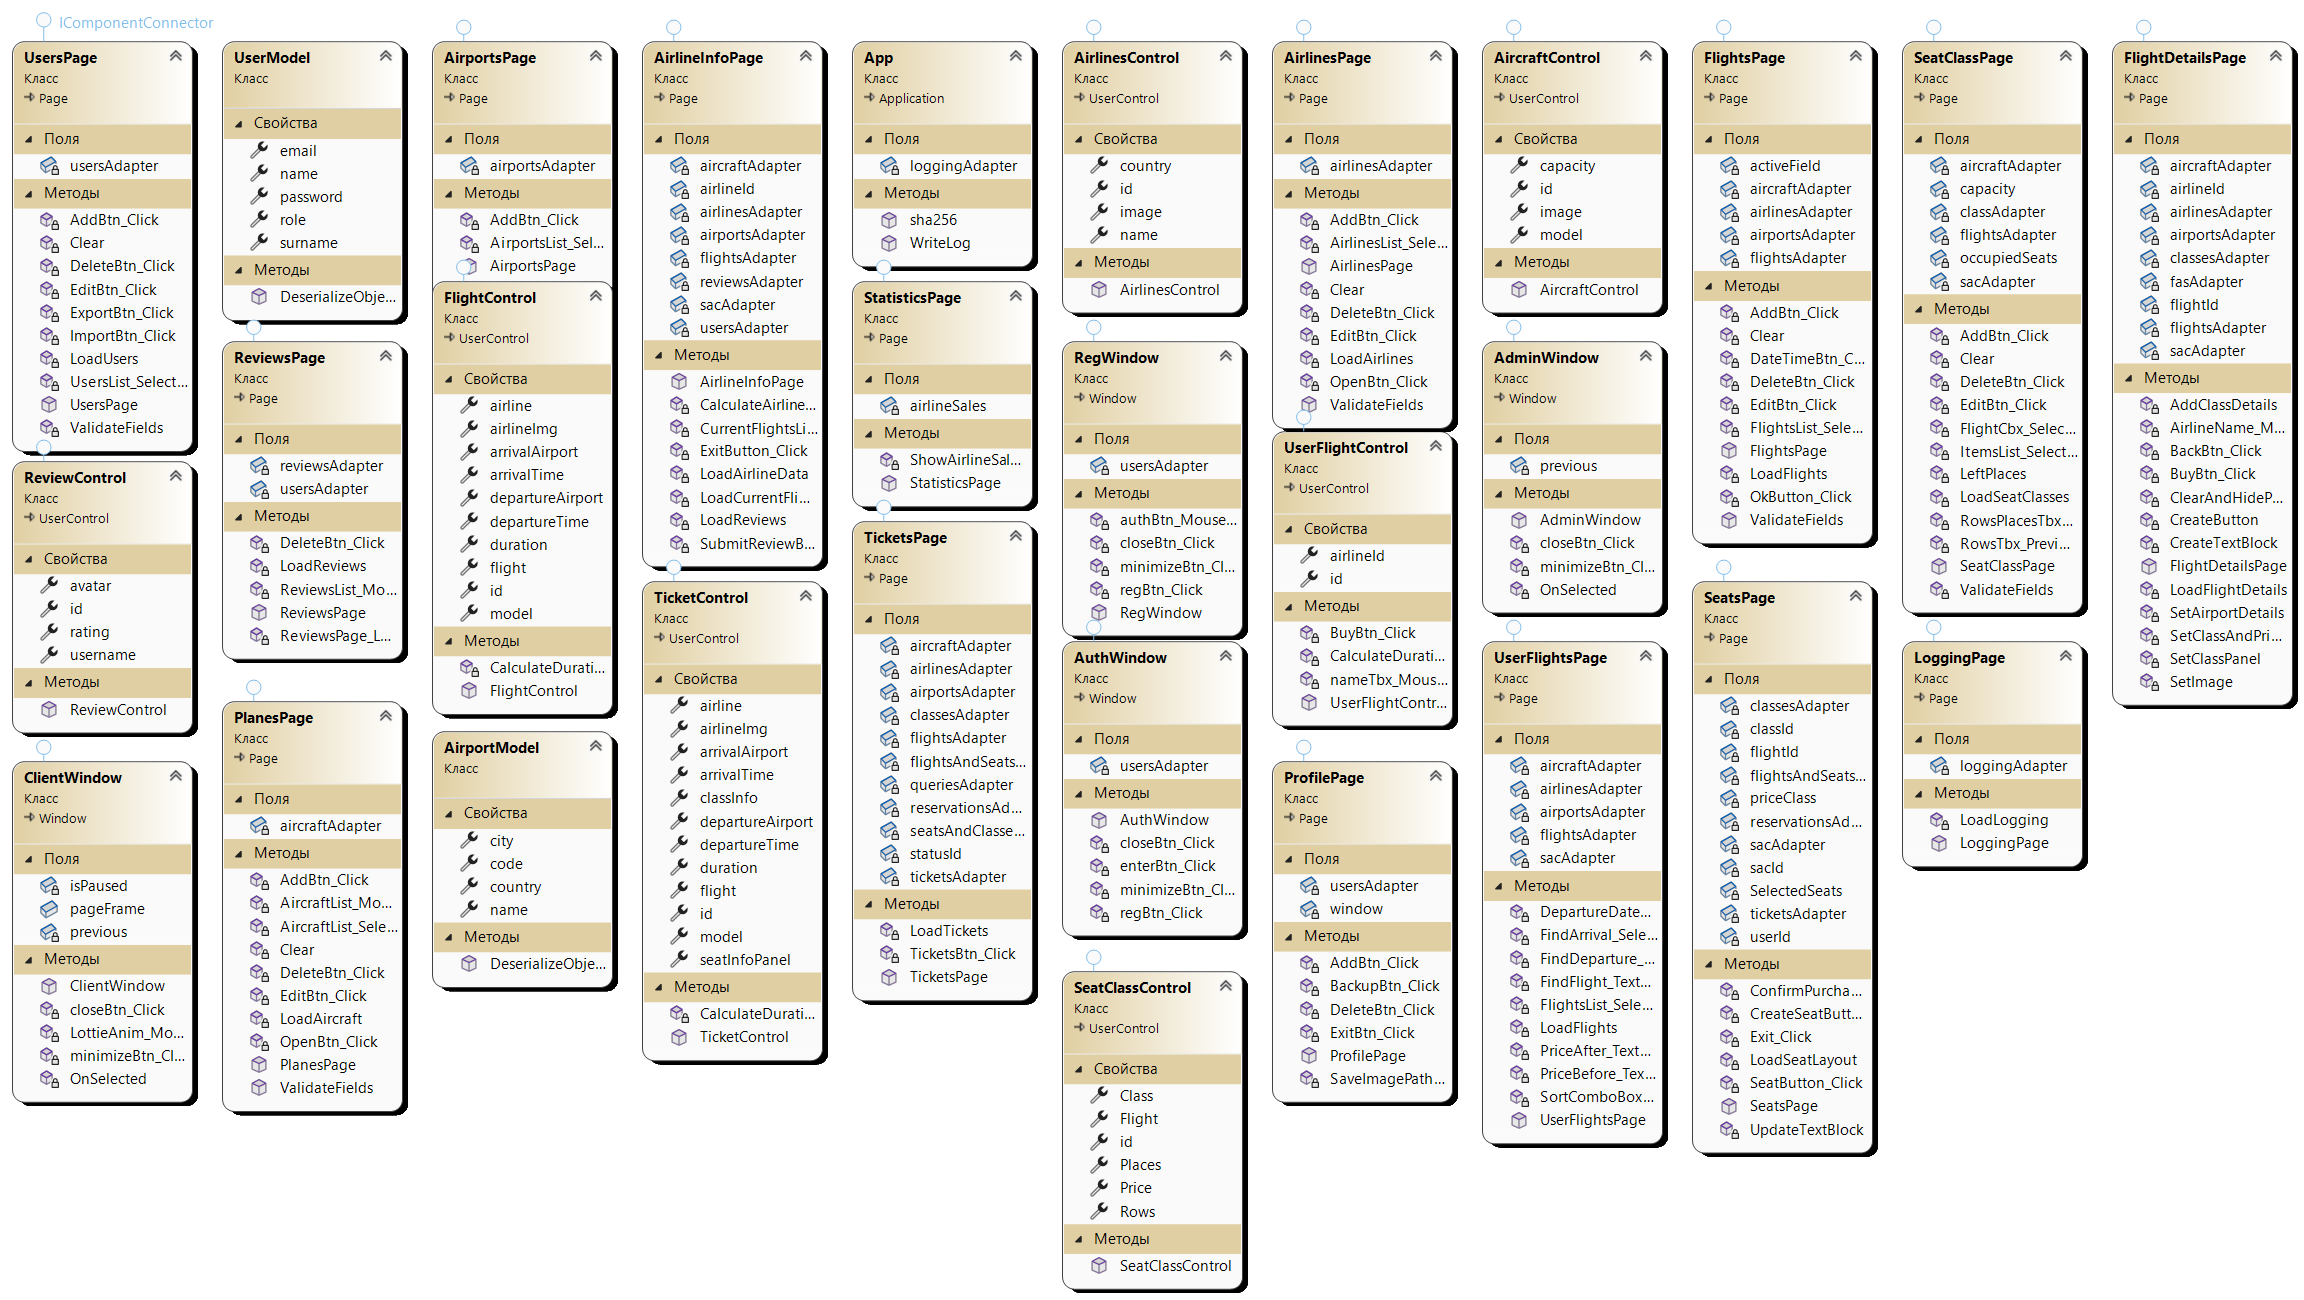 IComponentConnector
UsersPage
Класс
Page
Поля
usersAdapter
Методы
AddBtn_Click
Clear
DeleteBtn_Click
EditBtn_Click
ExportBtn_Click
ImportBtn_Click
LoadUsers
UsersList_Select...
UsersPage
ValidateFields
ReviewControl
Класс
UserControl
Свойства
avatar
id
rating
username
Методы
ReviewControl
ClientWindow
Класс
Window
Поля
isPaused
pageFrame
previous
Методы
ClientWindow
closeBtn_Click
LottieAnim_Mo...
minimizeBtn_Cl...
OnSelected
UserModel
Класс
Свойства
email
name
password
role
surname
Методы
DeserializeObje...
ReviewsPage
Класс
Page
Поля
reviewsAdapter
usersAdapter
Методы
DeleteBtn_Click
LoadReviews
ReviewsList_Mo...
ReviewsPage
ReviewsPage_L...
PlanesPage
Класс
Page
Поля
aircraftAdapter
Методы
AddBtn_Click
AircraftList_Mo...
AircraftList_Sele...
Clear
DeleteBtn_Click
EditBtn_Click
LoadAircraft
OpenBtn_Click
PlanesPage
ValidateFields
AirportsPage
Класс
Page
Поля
airportsAdapter
Методы
AddBtn_Click
AirportsList_Sel...
AirportsPage
FlightControl
Класс
UserControl
Свойства
airline
airlineImg
arrivalAirport
arrivalTime
departureAirport
departureTime
duration
flight
id
model
Методы
CalculateDurati...
FlightControl
AirportModel
Класс
Свойства
city
code
country
name
Методы
DeserializeObje...
AirlineInfoPage
Класс
Page
Поля
aircraftAdapter
airlineId
airlinesAdapter
airportsAdapter
flightsAdapter
reviewsAdapter
sacAdapter
usersAdapter
Методы
AirlineInfoPage
CalculateAirline...
CurrentFlightsLi...
ExitButton_Click
LoadAirlineData
LoadCurrentFli...
LoadReviews
SubmitReviewB...
TicketControl
Класс
UserControl
Свойства
airline
airlineImg
arrivalAirport
arrivalTime
classInfo
departureAirport
departureTime
duration
flight
id
model
seatInfoPanel
Методы
CalculateDurati...
TicketControl
App
Класс
Application
Поля
loggingAdapter
Методы
sha256
WriteLog
StatisticsPage
Класс
Page
Поля
airlineSales
Методы
ShowAirlineSal...
StatisticsPage
TicketsPage
Класс
Page
Поля
aircraftAdapter
airlinesAdapter
airportsAdapter
classesAdapter
flightsAdapter
flightsAndSeats...
queriesAdapter
reservationsAd...
seatsAndClasse...
statusId
ticketsAdapter
Методы
LoadTickets
TicketsBtn_Click
TicketsPage
AirlinesControl
Класс
UserControl
Свойства
country
id
image
name
Методы
AirlinesControl
RegWindow
Класс
Window
Поля
usersAdapter
Методы
authBtn_Mouse...
closeBtn_Click
minimizeBtn_Cl...
regBtn_Click
RegWindow
AuthWindow
Класс
Window
Поля
usersAdapter
Методы
AuthWindow
closeBtn_Click
enterBtn_Click
minimizeBtn_Cl...
regBtn_Click
SeatClassControl
Класс
UserControl
Свойства
Class
Flight
id
Places
Price
Rows
Методы
SeatClassControl
AirlinesPage
Класс
Page
Поля
airlinesAdapter
Методы
AddBtn_Click
AirlinesList_Sele...
AirlinesPage
Clear
DeleteBtn_Click
EditBtn_Click
LoadAirlines
OpenBtn_Click
ValidateFields
UserFlightControl
Класс
UserControl
Свойства
airlineId
id
Методы
BuyBtn_Click
CalculateDurati...
nameTbx_Mous...
UserFlightContr...
ProfilePage
Класс
Page
Поля
usersAdapter
window
Методы
AddBtn_Click
BackupBtn_Click
DeleteBtn_Click
ExitBtn_Click
ProfilePage
SaveImagePath...
AircraftControl
Класс
UserControl
Свойства
capacity
id
image
model
Методы
AircraftControl
AdminWindow
Класс
Window
Поля
previous
Методы
AdminWindow
closeBtn_Click
minimizeBtn_Cl...
OnSelected
UserFlightsPage
Класс
Page
Поля
aircraftAdapter
airlinesAdapter
airportsAdapter
flightsAdapter
sacAdapter
Методы
DepartureDate...
FindArrival_Sele...
FindDeparture_...
FindFlight_Text...
FlightsList_Sele...
LoadFlights
PriceAfter_Text...
PriceBefore_Tex...
SortComboBox...
UserFlightsPage
FlightsPage
Класс
Page
Поля
activeField
aircraftAdapter
airlinesAdapter
airportsAdapter
flightsAdapter
Методы
AddBtn_Click
Clear
DateTimeBtn_C...
DeleteBtn_Click
EditBtn_Click
FlightsList_Sele...
FlightsPage
LoadFlights
OkButton_Click
ValidateFields
SeatsPage
Класс
Page
Поля
classesAdapter
classId
flightId
flightsAndSeats...
priceClass
reservationsAd...
sacAdapter
sacId
SelectedSeats
ticketsAdapter
userId
Методы
ConfirmPurcha...
CreateSeatButt...
Exit_Click
LoadSeatLayout
SeatButton_Click
SeatsPage
UpdateTextBlock
SeatClassPage
Класс
Page
Поля
aircraftAdapter
capacity
classAdapter
flightsAdapter
occupiedSeats
sacAdapter
Методы
AddBtn_Click
Clear
DeleteBtn_Click
EditBtn_Click
FlightCbx_Selec...
ItemsList_Select...
LeftPlaces
LoadSeatClasses
RowsPlacesTbx...
RowsTbx_Previ...
SeatClassPage
ValidateFields
LoggingPage
Класс
Page
Поля
loggingAdapter
Методы
LoadLogging
LoggingPage
FlightDetailsPage
Класс
Page
Поля
aircraftAdapter
airlineId
airlinesAdapter
airportsAdapter
classesAdapter
fasAdapter
flightId
flightsAdapter
sacAdapter
Методы
AddClassDetails
AirlineName_M...
BackBtn_Click
BuyBtn_Click
ClearAndHideP...
CreateButton
CreateTextBlock
FlightDetailsPage
LoadFlightDetails
SetAirportDetails
SetClassAndPri...
SetClassPanel
SetImage